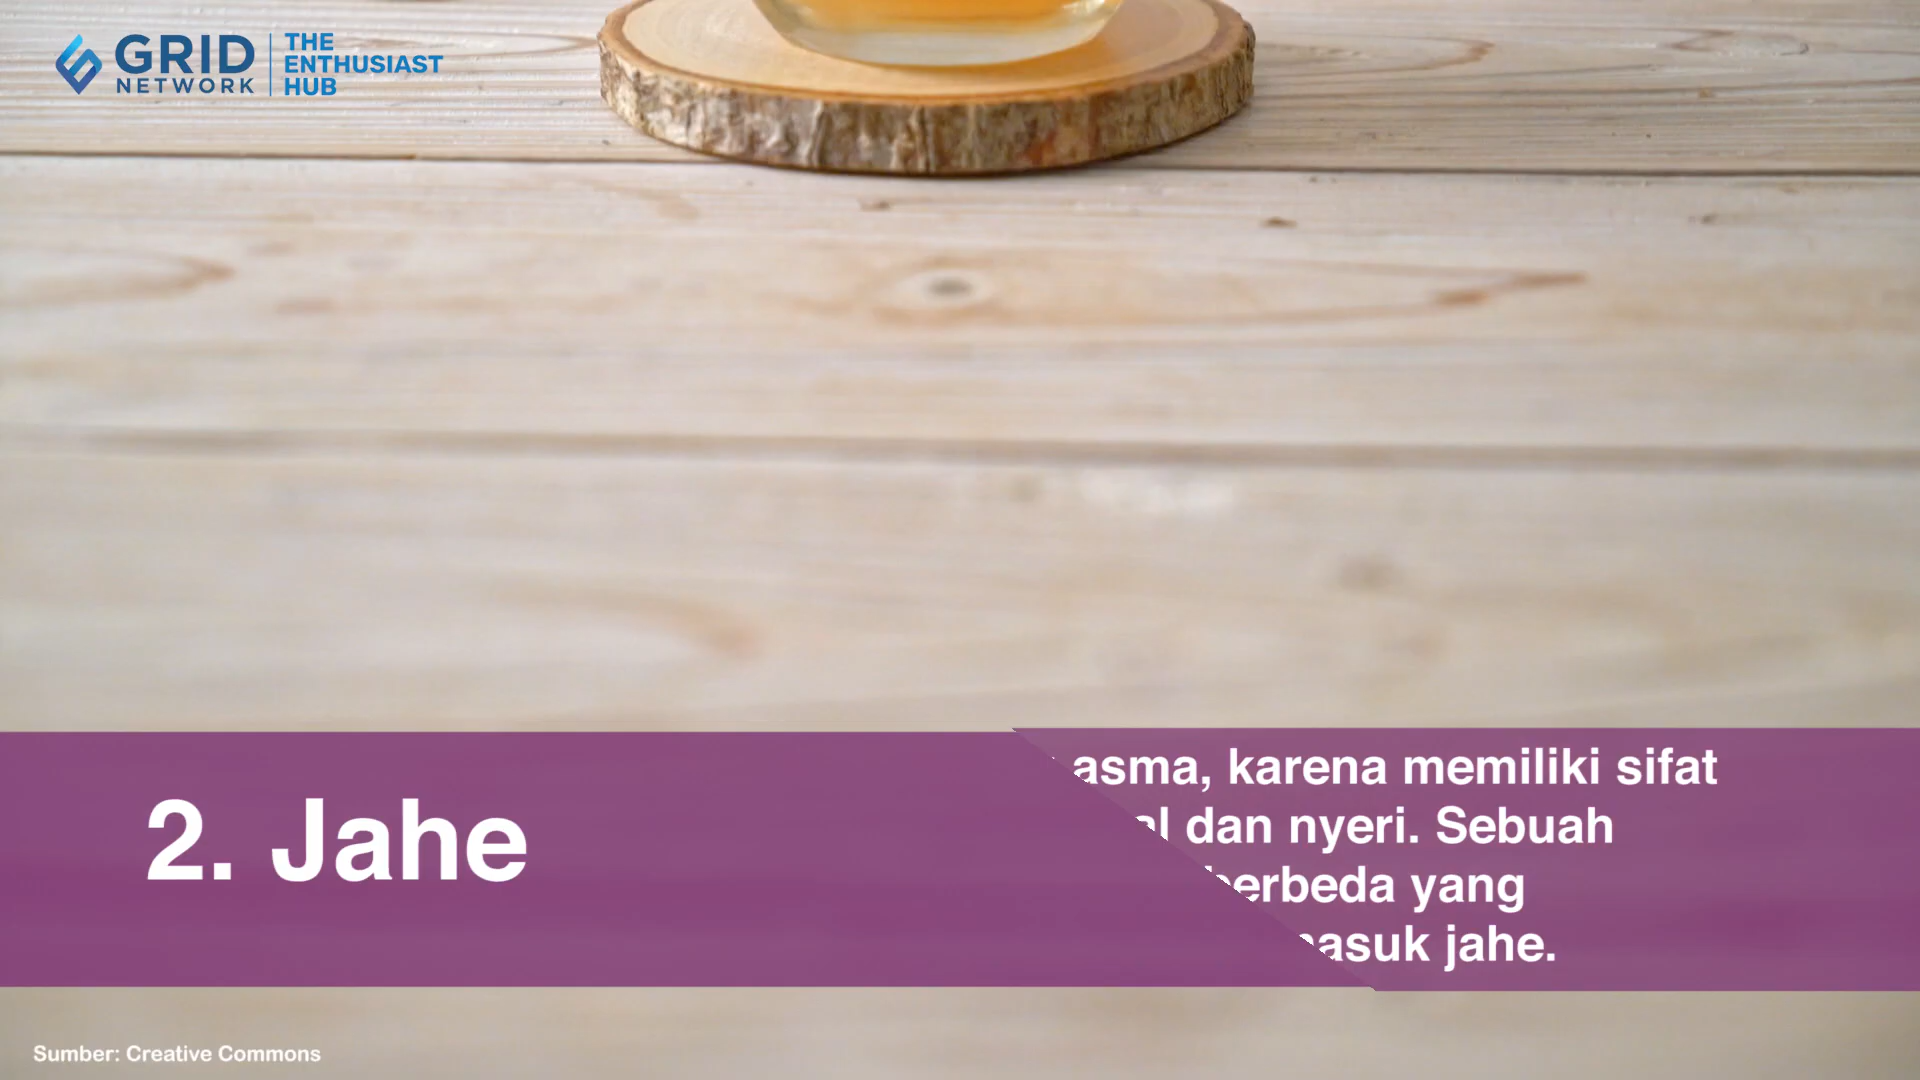 GRID
NETWORK
THE
ENTHUSIAST
HUB
asma, karena memiliki sifat
dan nyeri. Sebuah
2. Jahe
yang
jahe.
Sumber: Creative Commons